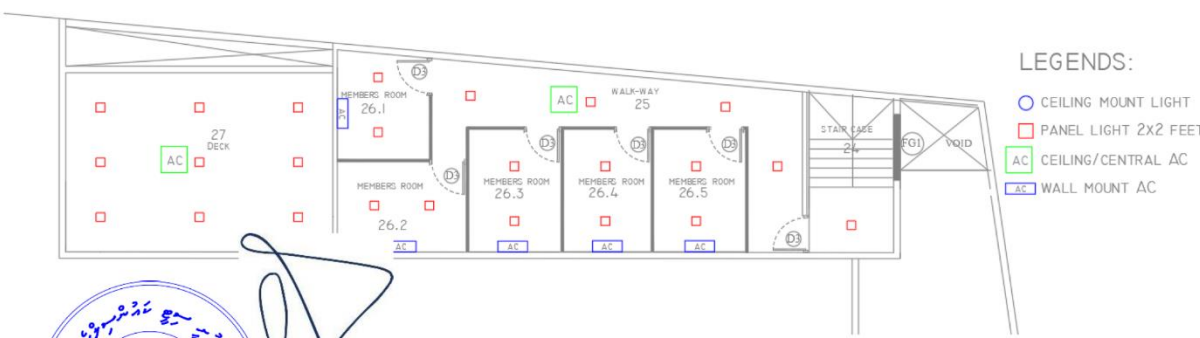 LEGENDS:
CEILING MOUNT LIGHT
PANEL LIGHT 2x2 FEET
AC CEILING/CENTRAL AC
AC WALL MOUNT AC
D3
MEMBERS ROOM
26.1
AC
AC
WALK-WAY
25
27
DECK
AC
STAIR CASE
24
FG1
VOID
D3
D3
D3
D3
MEMBERS ROOM
26.2
AC
MEMBERS ROOM
26.3
AC
MEMBERS ROOM
26.4
AC
MEMBERS ROOM
26.5
AC
D3